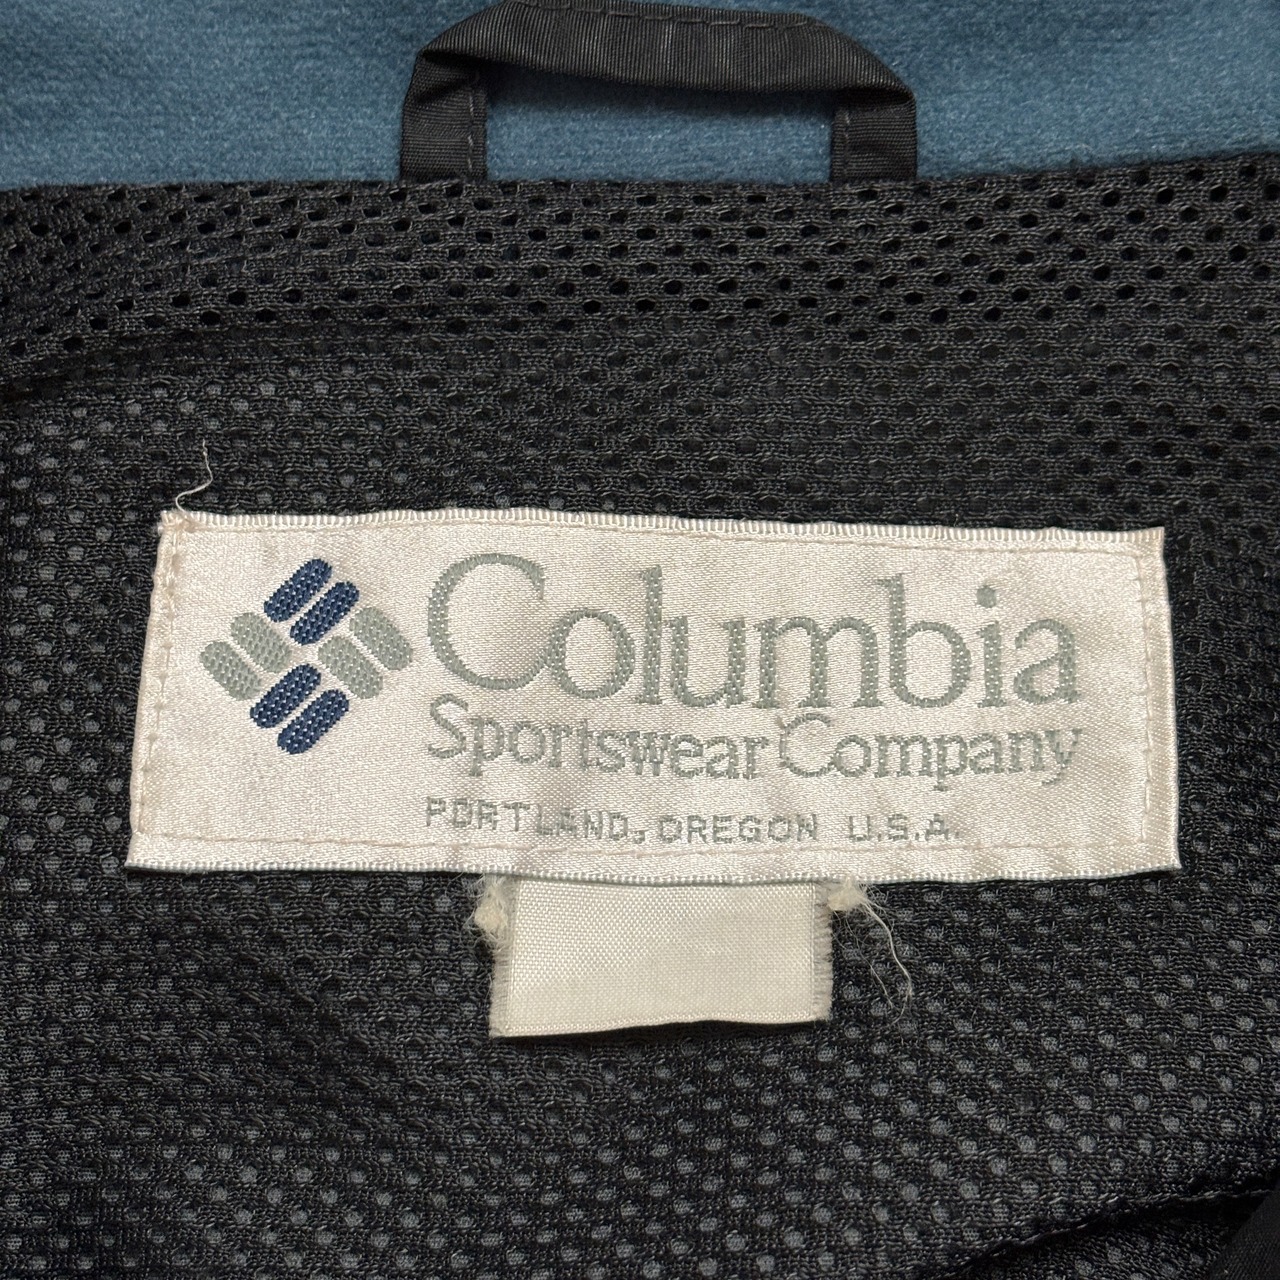 Columbia
Sportswear Company
PORTLAND, OREGON U.S.A.